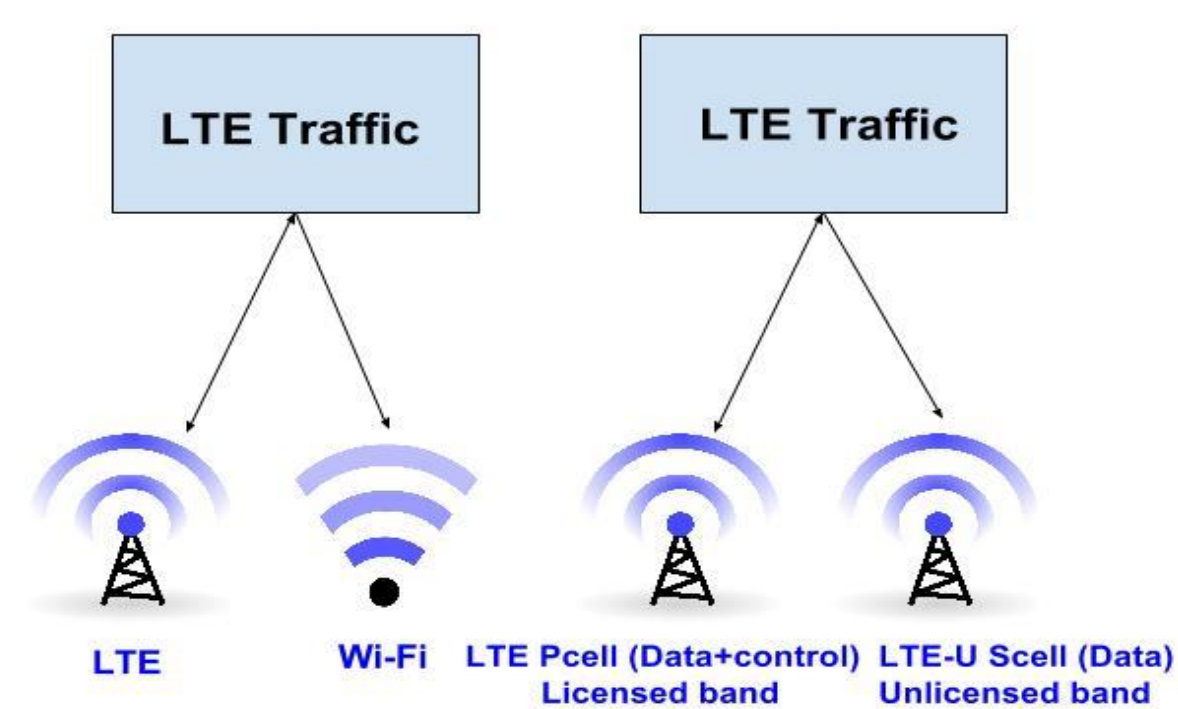 LTE Traffic
LTE Traffic
LTE
Wi-Fi
LTE Pcell (Data+control)
Licensed band
LTE-U Scell (Data)
Unlicensed band